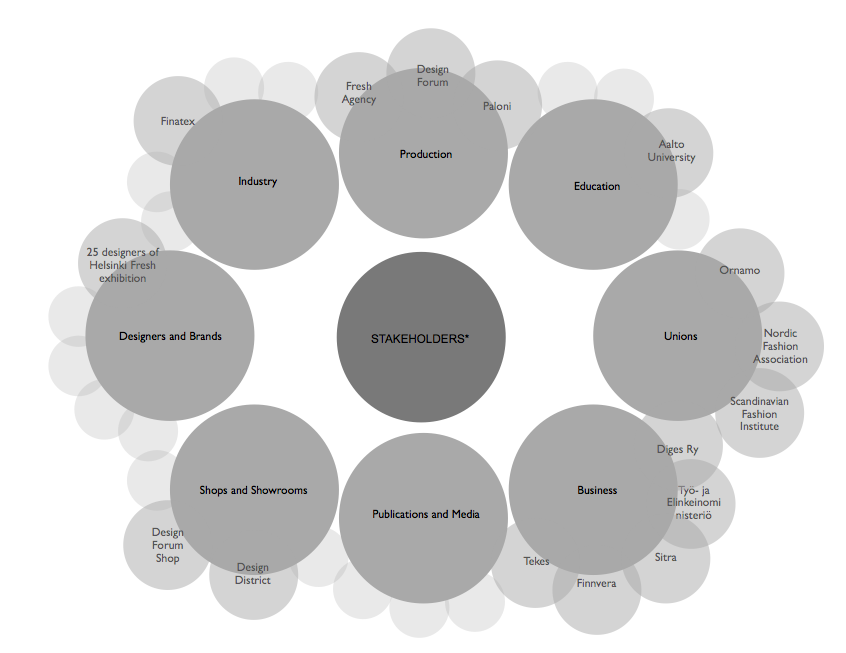 Design
Forum
Fresh
Agency
Paloni
Finatex
Production
Aalto
University
Industry
Education
25 designers of
Helsinki Fresh
exhibition
Ornamo
Designers and Brands
STAKEHOLDERS*
Unions
Nordic
Fashion
Association
Scandinavian
Fashion
Institute
Diges Ry
Shops and Showrooms
Publications and Media
Business
Työ- ja
Elinkeinomi
nisteriö
Design
Forum
Shop
Design
District
Tekes
Finnvera
Sitra